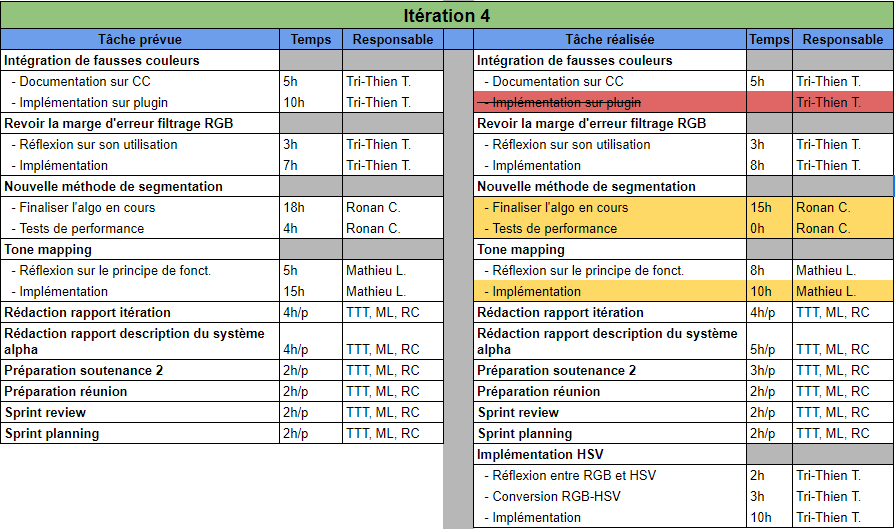 Itération 4
Tâche prévue Temps Responsable Tâche réalisée Temps Responsable
Intégration de fausses couleurs Intégration de fausses couleurs
- Documentation sur CC 5h Tri-Thien T. - Documentation sur CC 5h Tri-Thien T.
- Implémentation sur plugin 10h Tri-Thien T. - Implémentation sur plugin Tri-Thien T.
Revoir la marge d'erreur filtrage RGB Revoir la marge d'erreur filtrage RGB
- Réflexion sur son utilisation 3h Tri-Thien T. - Réflexion sur son utilisation 3h Tri-Thien T.
- Implémentation 7h Tri-Thien T. - Implémentation 8h Tri-Thien T.
Nouvelle méthode de segmentation Nouvelle méthode de segmentation
- Finaliser l'algo en cours 18h Ronan C. - Finaliser l'algo en cours 15h Ronan C.
- Tests de performance 4h Ronan C. - Tests de performance 0h Ronan C.
Tone mapping Tone mapping
- Réflexion sur le principe de fonct. 5h Mathieu L. - Réflexion sur le principe de fonct. 8h Mathieu L.
- Implémentation 15h Mathieu L. - Implémentation 10h Mathieu L.
Rédaction rapport itération 4h/p TTT, ML, RC Rédaction rapport itération 4h/p TTT, ML, RC
Rédaction rapport description du système Rédaction rapport description du système
alpha 4h/p TTT, ML, RC alpha 5h/p TTT, ML, RC
Préparation soutenance 2 2h/p TTT, ML, RC Préparation soutenance 2 3h/p TTT, ML, RC
Préparation réunion 2h/p TTT, ML, RC Préparation réunion 2h/p TTT, ML, RC
Sprint review 2h/p TTT, ML, RC Sprint review 2h/p TTT, ML, RC
Sprint planning 2h/p TTT, ML, RC Sprint planning 2h/p TTT, ML, RC
Implémentation HSV
- Réflexion entre RGB et HSV 2h Tri-Thien T.
- Conversion RGB-HSV 3h Tri-Thien T.
- Implémentation 10h Tri-Thien T.